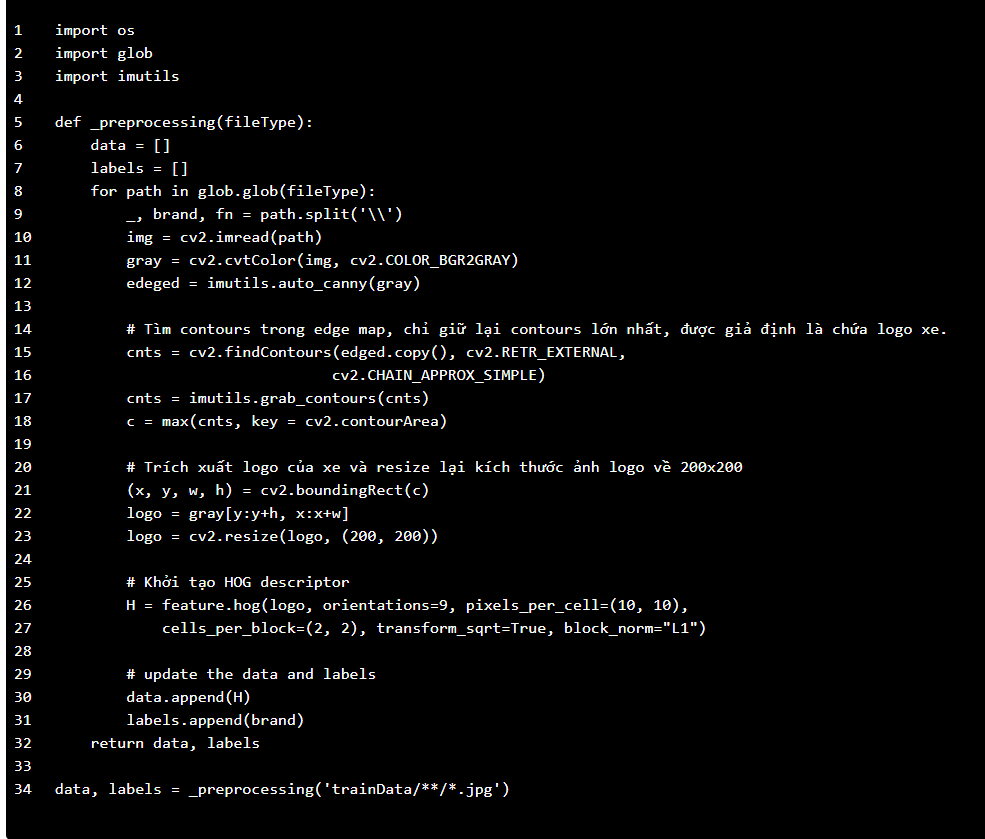 1 import os
2 import glob
3 import imutils
4
5 def _preprocessing(fileType):
6     data = []
7     labels = []
8     for path in glob.glob(fileType):
9         _, brand, fn = path.split('\\')
10         img = cv2.imread(path)
11         gray = cv2.cvtColor(img, cv2.COLOR_BGR2GRAY)
12         edeged = imutils.auto_canny(gray)
13
14         # Tìm contours trong edge map, chỉ giữ lại contours lớn nhất, được giả định là chứa logo xe.
15         cnts = cv2.findContours(edged.copy(), cv2.RETR_EXTERNAL,
16                                cv2.CHAIN_APPROX_SIMPLE)
17         cnts = imutils.grab_contours(cnts)
18         c = max(cnts, key = cv2.contourArea)
19
20         # Trích xuất logo của xe và resize lại kích thước ảnh logo về 200x200
21         (x, y, w, h) = cv2.boundingRect(c)
22         logo = gray[y:y+h, x:x+w]
23         logo = cv2.resize(logo, (200, 200))
24
25         # Khởi tạo HOG descriptor
26         H = feature.hog(logo, orientations=9, pixels_per_cell=(10, 10),
27             cells_per_block=(2, 2), transform_sqrt=True, block_norm="L1")
28
29         # update the data and labels
30         data.append(H)
31         labels.append(brand)
32     return data, labels
33
34 data, labels = _preprocessing('trainData/**/*.jpg')